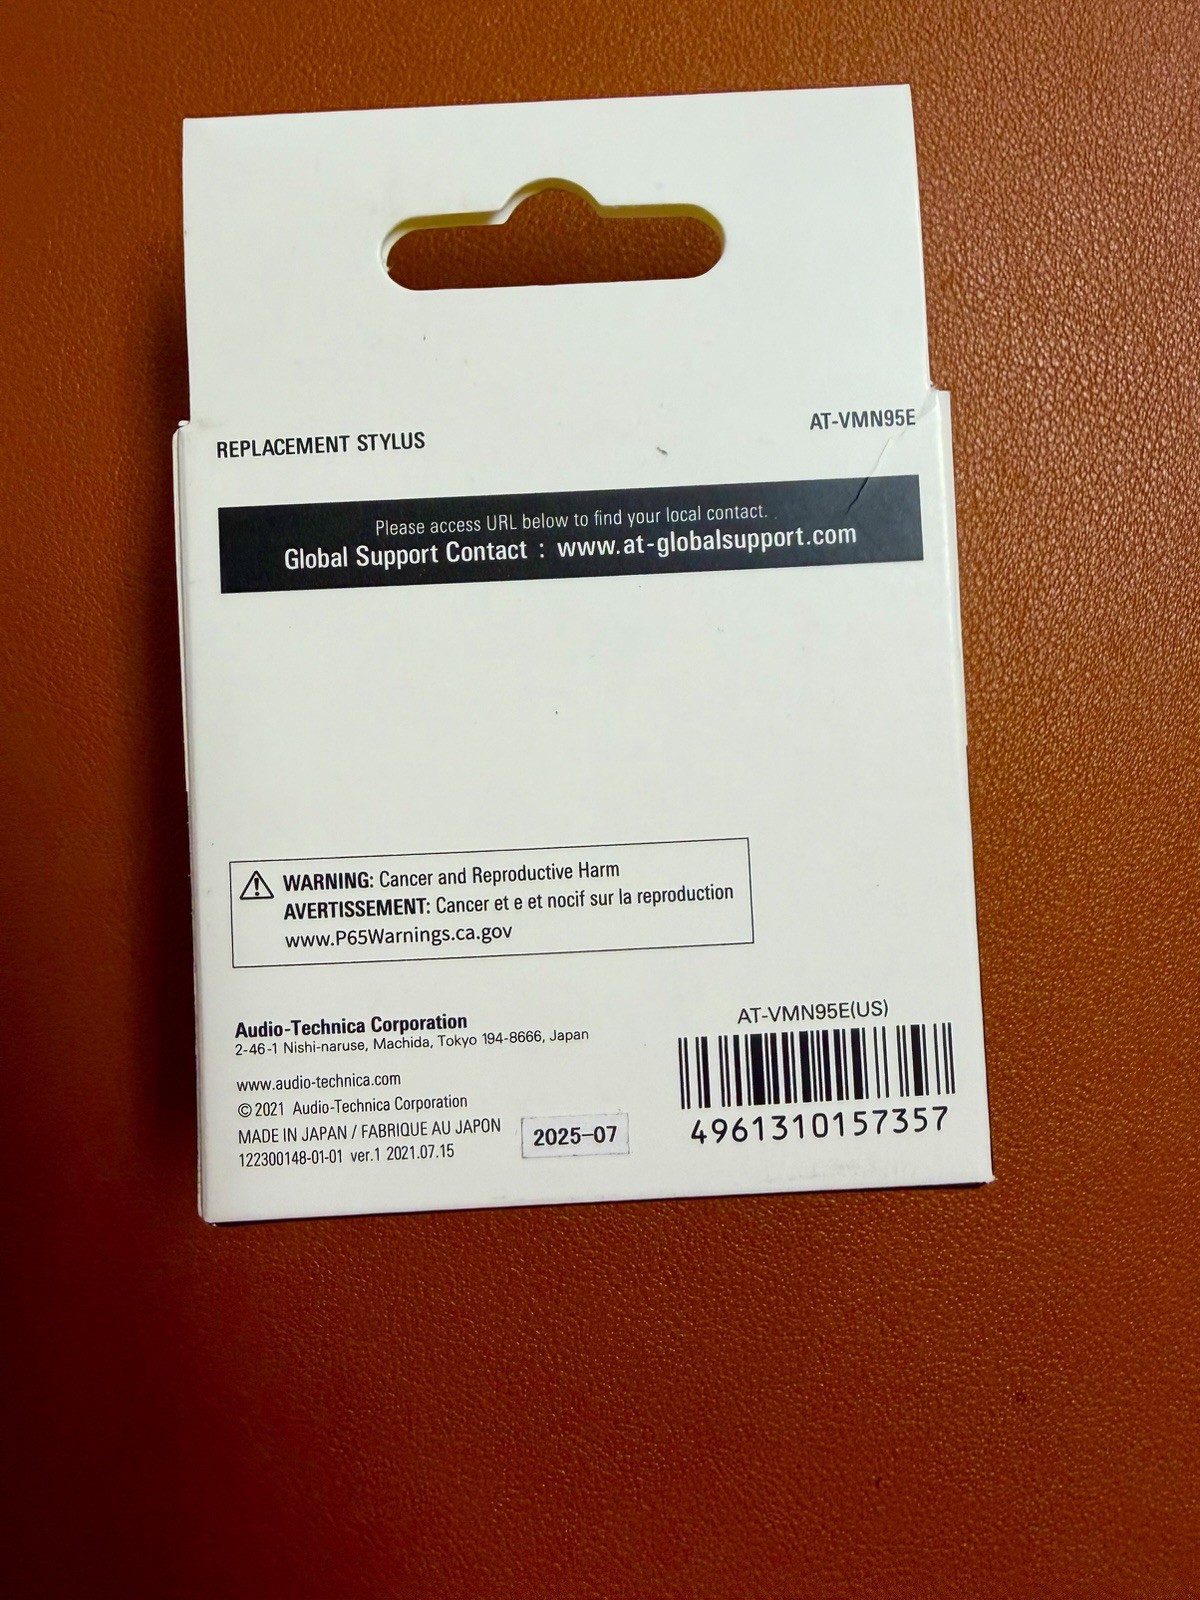 REPLACEMENT STYLUS
AT-VMN95E
Please access URL below to find your local contact.
Global Support Contact : www.at-globalsupport.com
WARNING: Cancer and Reproductive Harm
AVERTISSEMENT: Cancer et e et nocif sur la reproduction
www.P65Warnings.ca.gov
Audio-Technica Corporation
2-46-1 Nishi-naruse, Machida, Tokyo 194-8666, Japan
www.audio-technica.com
© 2021 Audio-Technica Corporation
MADE IN JAPAN / FABRIQUE AU JAPON
122300148-01-01 ver.1 2021.07.15
2025-07
AT-VMN95E(US)
4961310157357